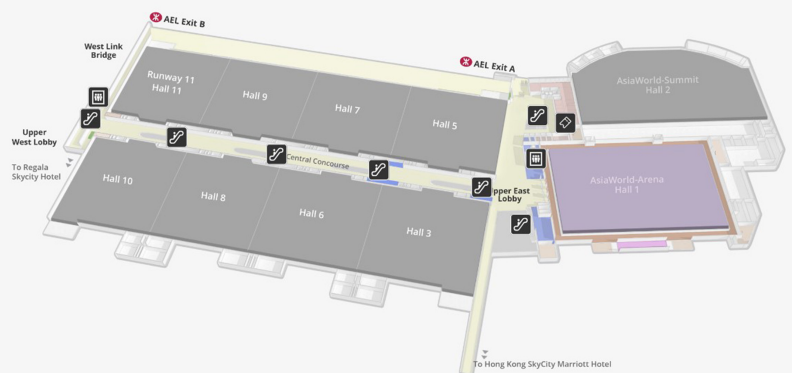 AEL Exit B
West Link
Bridge
AEL Exit A
Runway 11
Hall 11
Hall 9
Hall 7
Hall 5
AsiaWorld-Summit
Hall 2
Upper
West Lobby
Central Concourse
To Regala
Skycity Hotel
Hall 10
Hall 8
Hall 6
Hall 3
Upper East
Lobby
AsiaWorld-Arena
Hall 1
To Hong Kong SkyCity Marriott Hotel